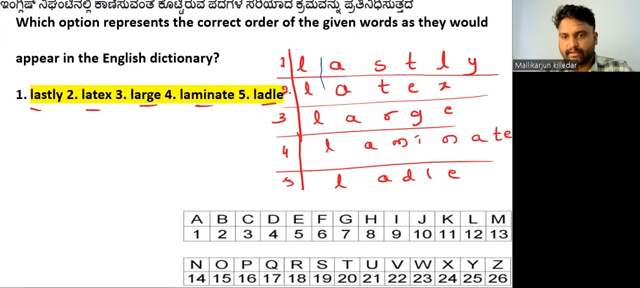 ಇಂಗ್ಲಿಷ್ ನಿಘಂಟಿನಲ್ಲಿ ಕಾಣಿಸುವಂತೆ ಕೊಟ್ಟಿರುವ ಪದಗಳ ಸರಿಯಾದ ಕ್ರಮವನ್ನು ಪ್ರತಿನಿಧಿಸುತ್ತದೆ
Which option represents the correct order of the given words as they would
appear in the English dictionary?
1. lastly 2. latex 3. large 4. laminate 5. ladle
1 l a s t l y
2 l a t e x
3 l a r g e
4 l a m i n a t e
5 l a d l e
Mallikarjun killedar
A B C D E F G H I J K L M
1 2 3 4 5 6 7 8 9 10 11 12 13
N O P Q R S T U V W X Y Z
14 15 16 17 18 19 20 21 22 23 24 25 26